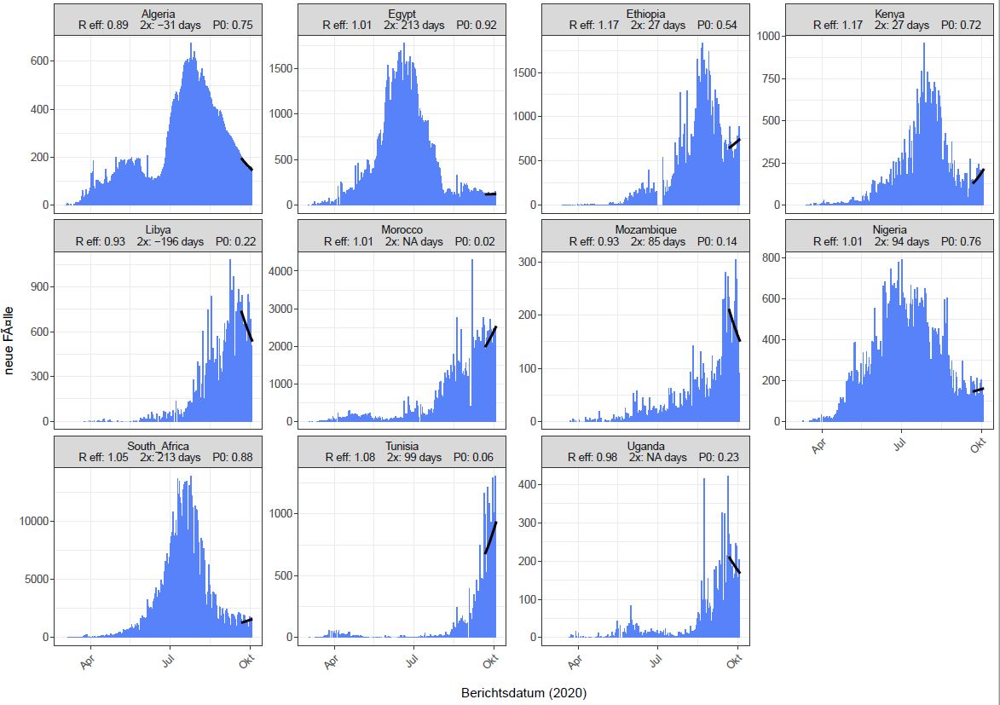 Algeria
R eff: 0.89 2x: −31 days P0: 0.75
Egypt
R eff: 1.01 2x: 213 days P0: 0.92
Ethiopia
R eff: 1.17 2x: 27 days P0: 0.54
Kenya
R eff: 1.17 2x: 27 days P0: 0.72
600
400
200
0
1500
1000
500
0
1500
1000
500
0
1000
750
500
250
0
Libya
R eff: 0.93 2x: −196 days P0: 0.22
Morocco
R eff: 1.01 2x: NA days P0: 0.02
Mozambique
R eff: 0.93 2x: 85 days P0: 0.14
Nigeria
R eff: 1.01 2x: 94 days P0: 0.76
900
600
300
0
4000
3000
2000
1000
0
300
200
100
0
800
600
400
200
0
Apr
Jul
Okt
neue FÃ¤lle
South_Africa
R eff: 1.05 2x: 213 days P0: 0.88
Tunisia
R eff: 1.08 2x: 99 days P0: 0.06
Uganda
R eff: 0.98 2x: NA days P0: 0.23
10000
5000
0
1000
500
0
400
300
200
100
0
Apr
Jul
Okt
Apr
Jul
Okt
Apr
Jul
Okt
Berichtsdatum (2020)